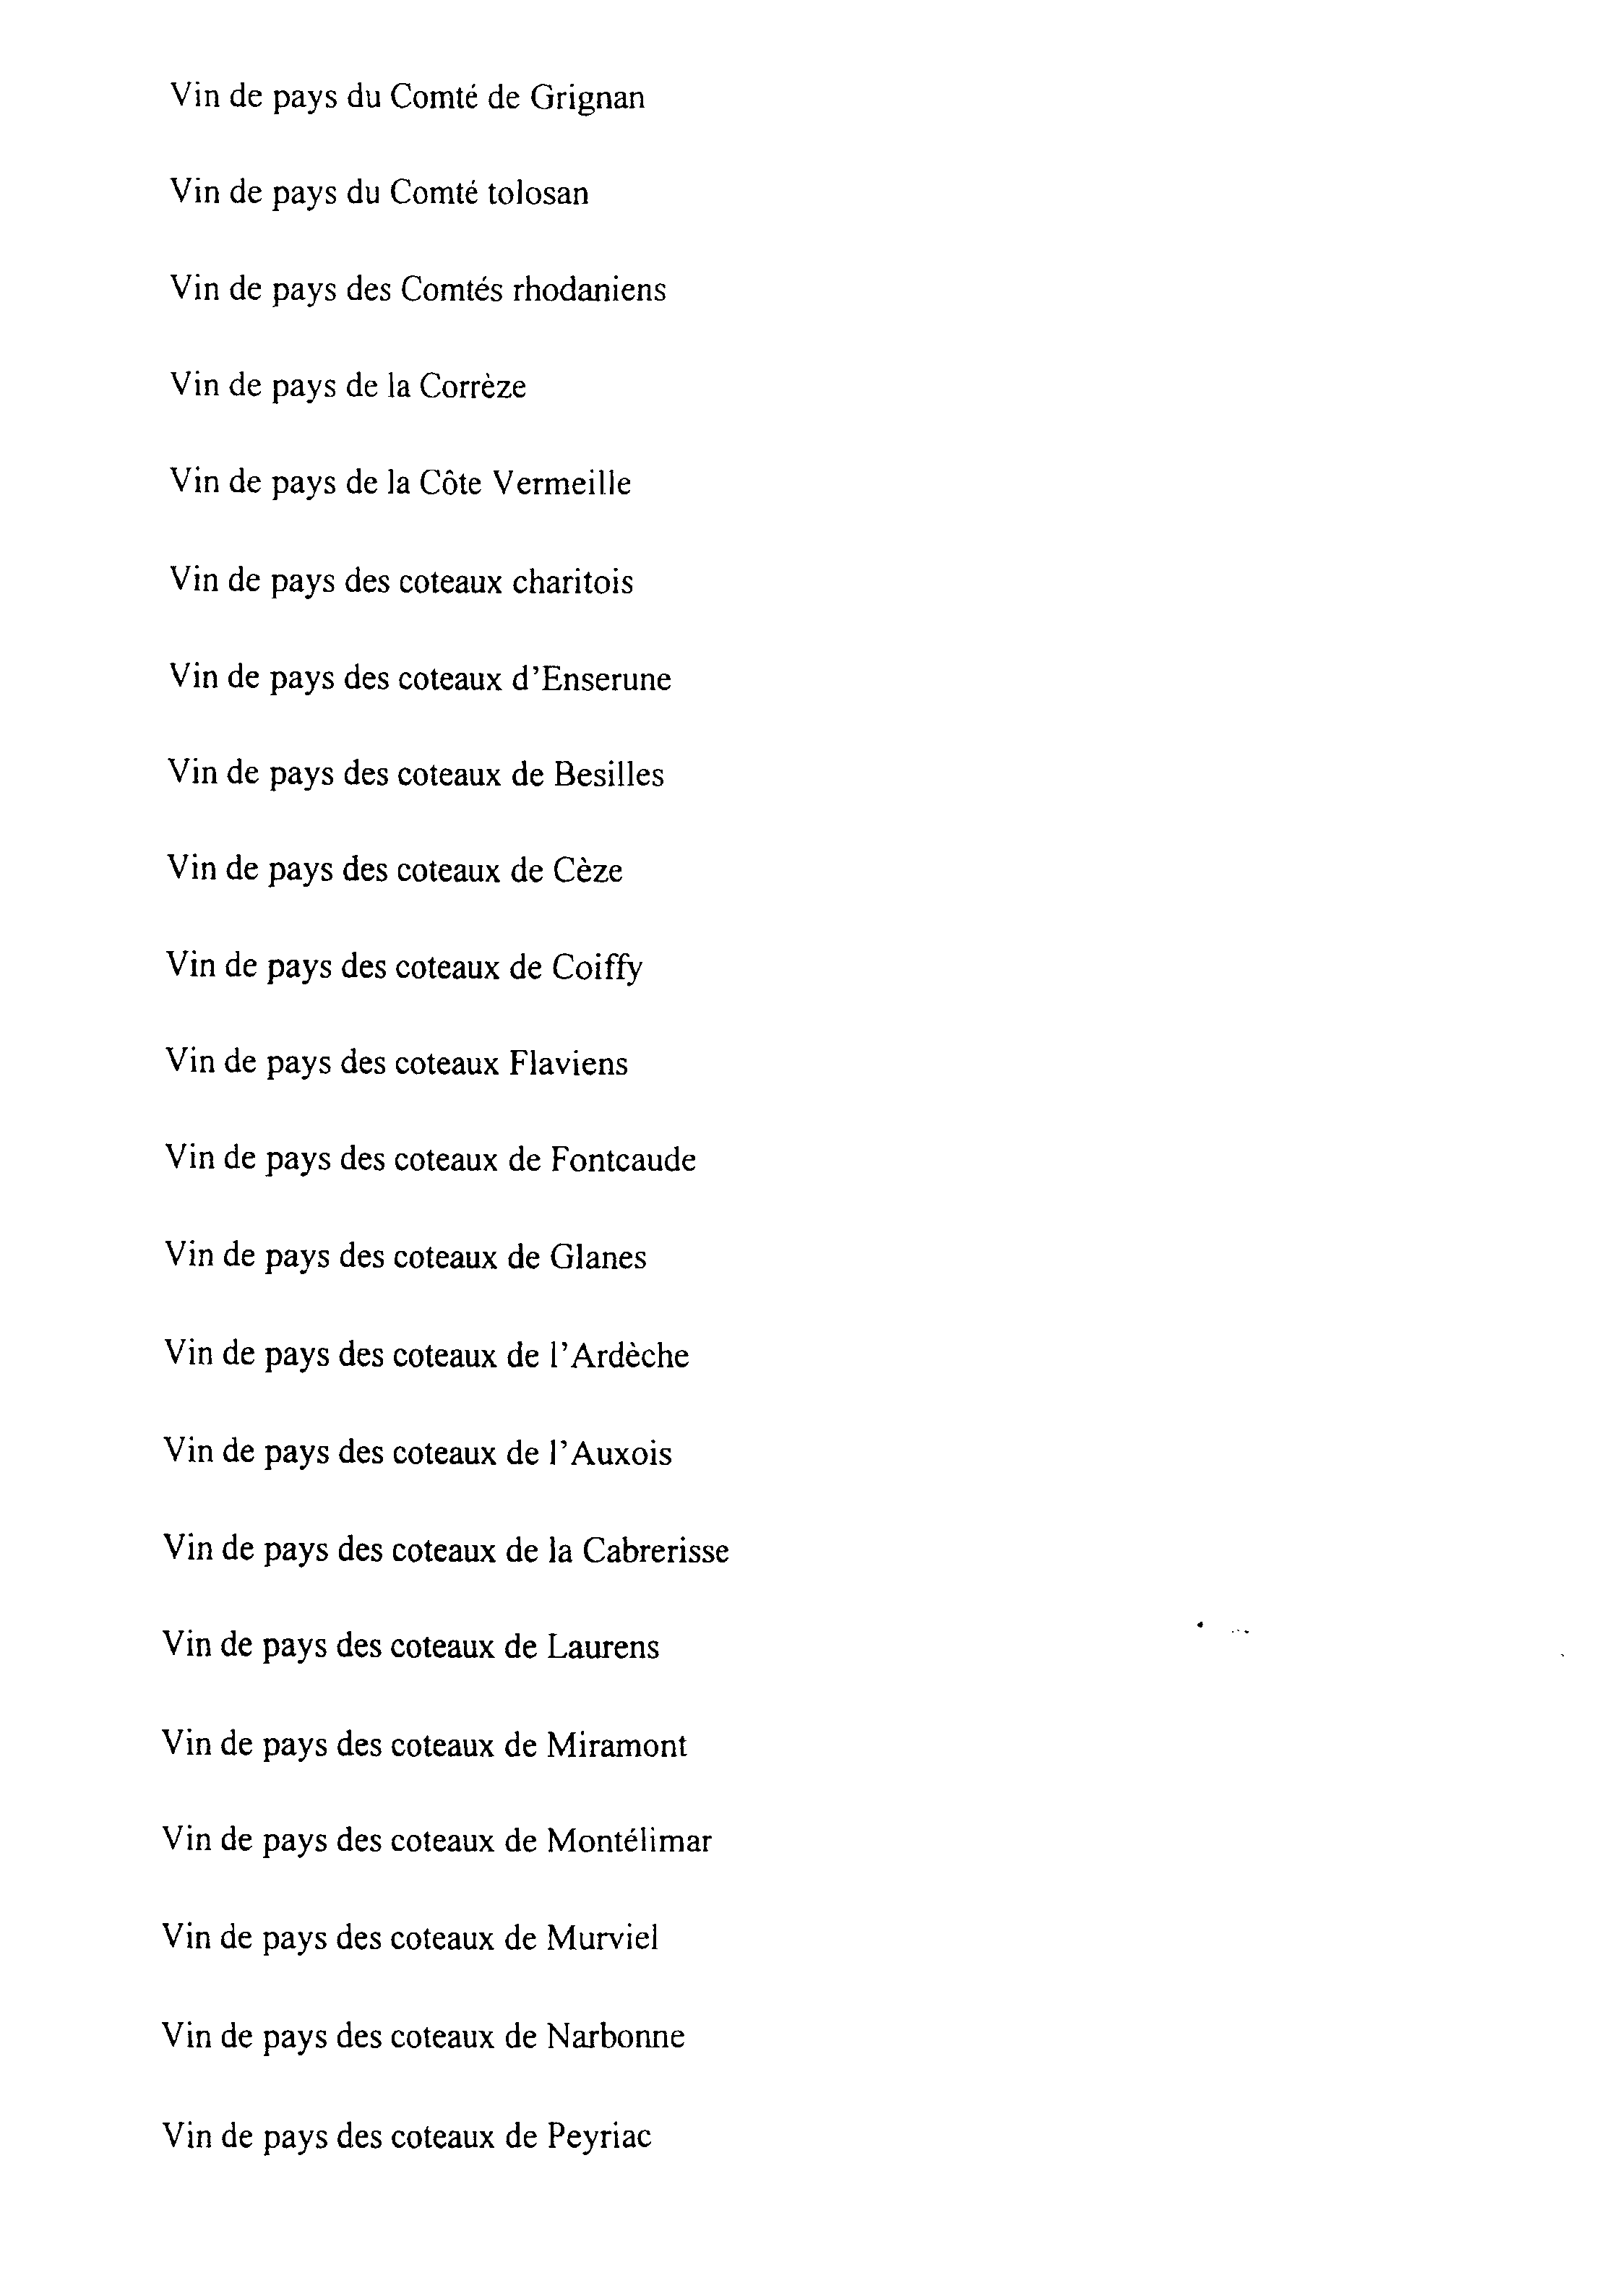 Vin de pays du Comté de Grignan
Vin de pays du Comté tolosan
Vin de pays des Comtés rhodaniens
Vin de pays de la Corrèze
Vin de pays de la Côte Vermeille
Vin de pays des coteaux charitois
Vin de pays des coteaux d'Enserune
Vin de pays des coteaux de Besilles
Vin de pays des coteaux de Cèze
Vin de pays des coteaux de Coiffy
Vin de pays des coteaux Flaviens
Vin de pays des coteaux de Fontcaude
Vin de pays des coteaux de Glanes
Vin de pays des coteaux de l'Ardèche
Vin de pays des coteaux de l'Auxois
Vin de pays des coteaux de la Cabrerisse
Vin de pays des coteaux de Laurens
Vin de pays des coteaux de Miramont
Vin de pays des coteaux de Montélimar
Vin de pays des coteaux de Murviel
Vin de pays des coteaux de Narbonne
Vin de pays des coteaux de Peyriac